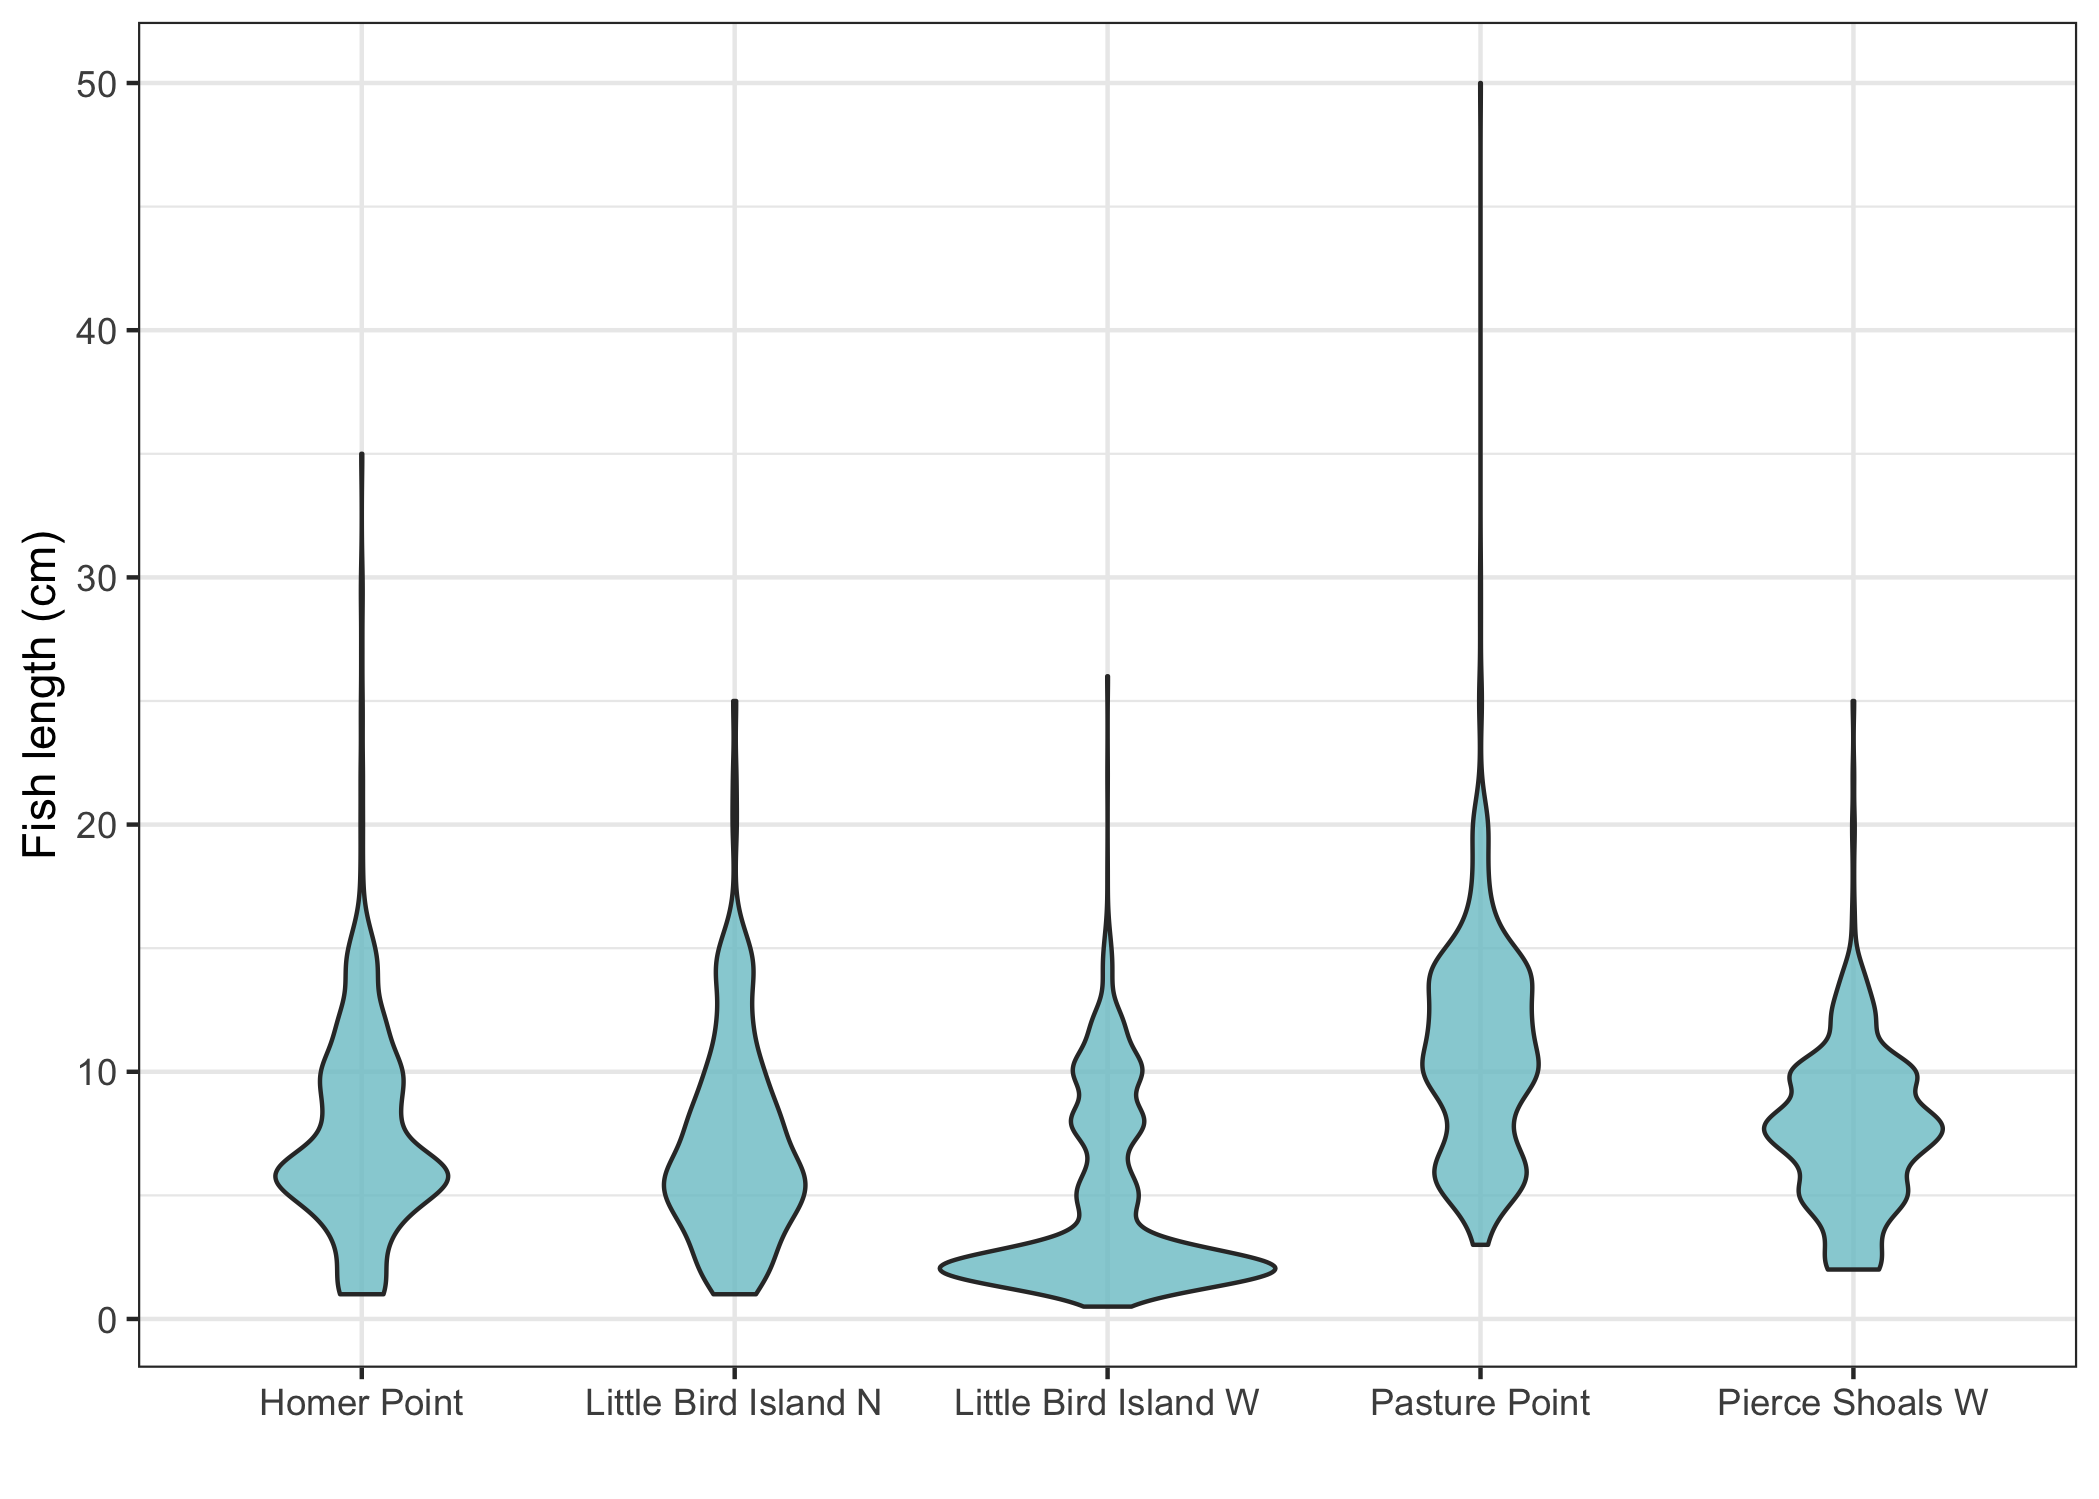 Fish length (cm)
50
40
30
20
10
0
Homer Point
Little Bird Island N
Little Bird Island W
Pasture Point
Pierce Shoals W